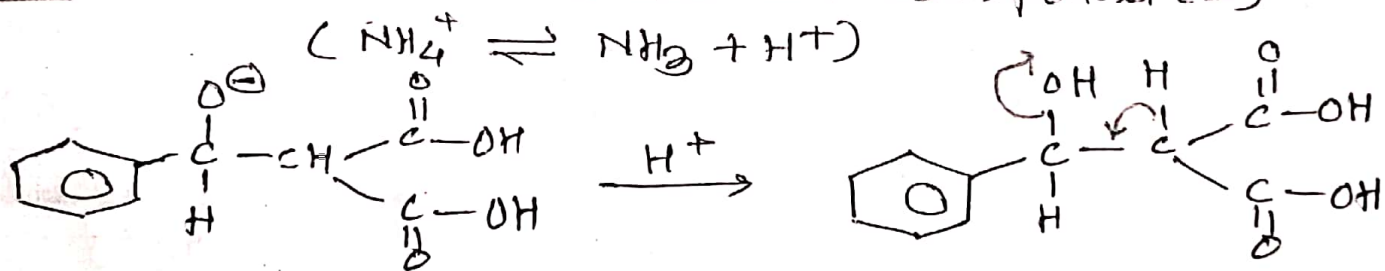 ( NH4+ ⇌ NH3 + H+)
O⊖ O OH H O
|| ||
C—OH C—OH
—C—CH H+ C—C
H C—OH H C—OH
|| ||
O O